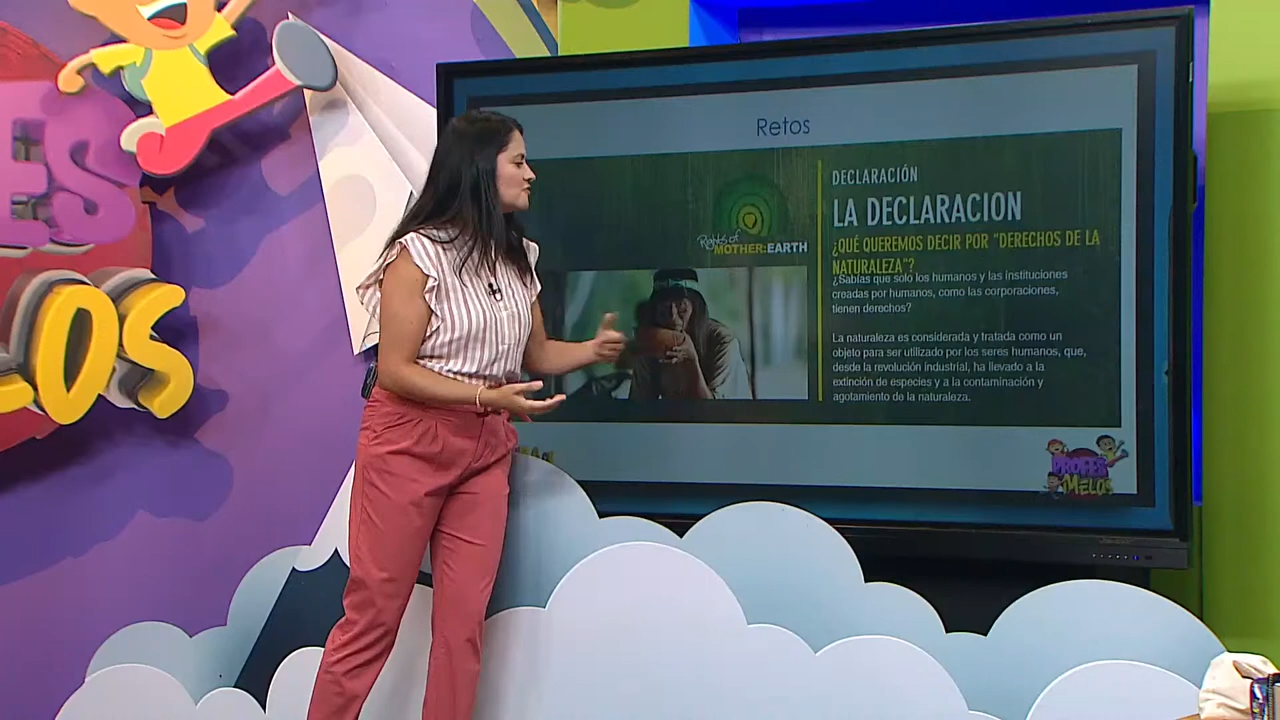 ES
OS
Retos
Rights of
MOTHER:EARTH
DECLARACIÓN
LA DECLARACION
¿QUÉ QUEREMOS DECIR POR "DERECHOS DE LA
NATURALEZA"?
¿Sabías que solo los humanos y las instituciones
creadas por humanos, como las corporaciones,
tienen derechos?
La naturaleza es considerada y tratada como un
objeto para ser utilizado por los seres humanos, que,
desde la revolución industrial, ha llevado a la
extinción de especies y a la contaminación y
agotamiento de la naturaleza.
PROFES
MELOS